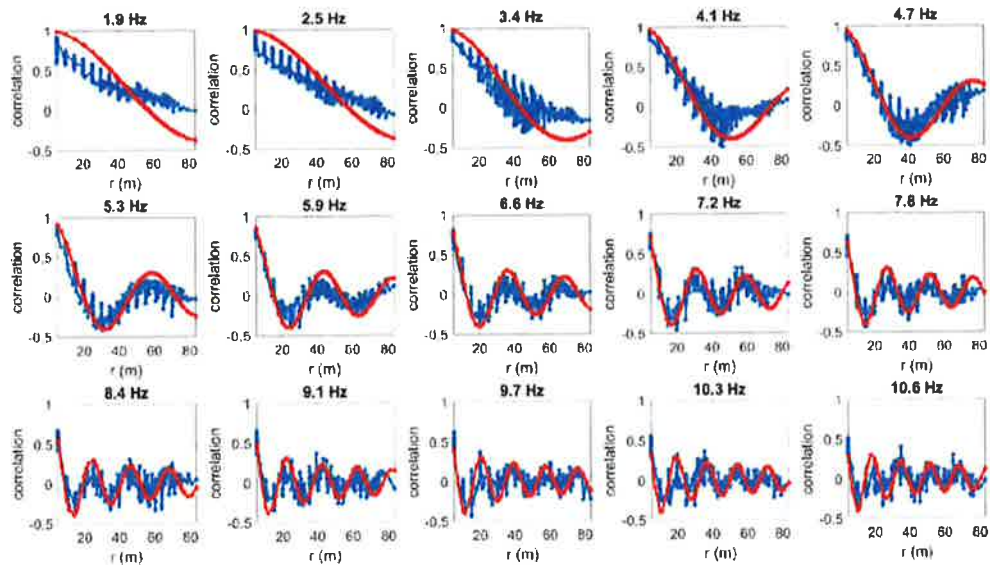 1.9 Hz 2.5 Hz 3.4 Hz 4.1 Hz 4.7 Hz
correlation correlation correlation correlation correlation
1 0.5 0 -0.5 1 0.5 0 -0.5 1 0.5 0 -0.5 1 0.5 0 -0.5 1 0.5 0 -0.5
20 40 60 80 20 40 60 80 20 40 60 80 20 40 60 80 20 40 60 80
r (m) r (m) r (m) r (m) r (m)
5.3 Hz 5.9 Hz 6.6 Hz 7.2 Hz 7.8 Hz
correlation correlation correlation correlation correlation
1 0.5 0 -0.5 1 0.5 0 -0.5 1 0.5 0 -0.5 1 0.5 0 -0.5 1 0.5 0 -0.5
20 40 60 80 20 40 60 80 20 40 60 80 20 40 60 80 20 40 60 80
r (m) r (m) r (m) r (m) r (m)
8.4 Hz 9.1 Hz 9.7 Hz 10.3 Hz 10.6 Hz
correlation correlation correlation correlation correlation
1 0.5 0 -0.5 1 0.5 0 -0.5 1 0.5 0 -0.5 1 0.5 0 -0.5 1 0.5 0 -0.5
20 40 60 80 20 40 60 80 20 40 60 80 20 40 60 80 20 40 60 80
r (m) r (m) r (m) r (m) r (m)